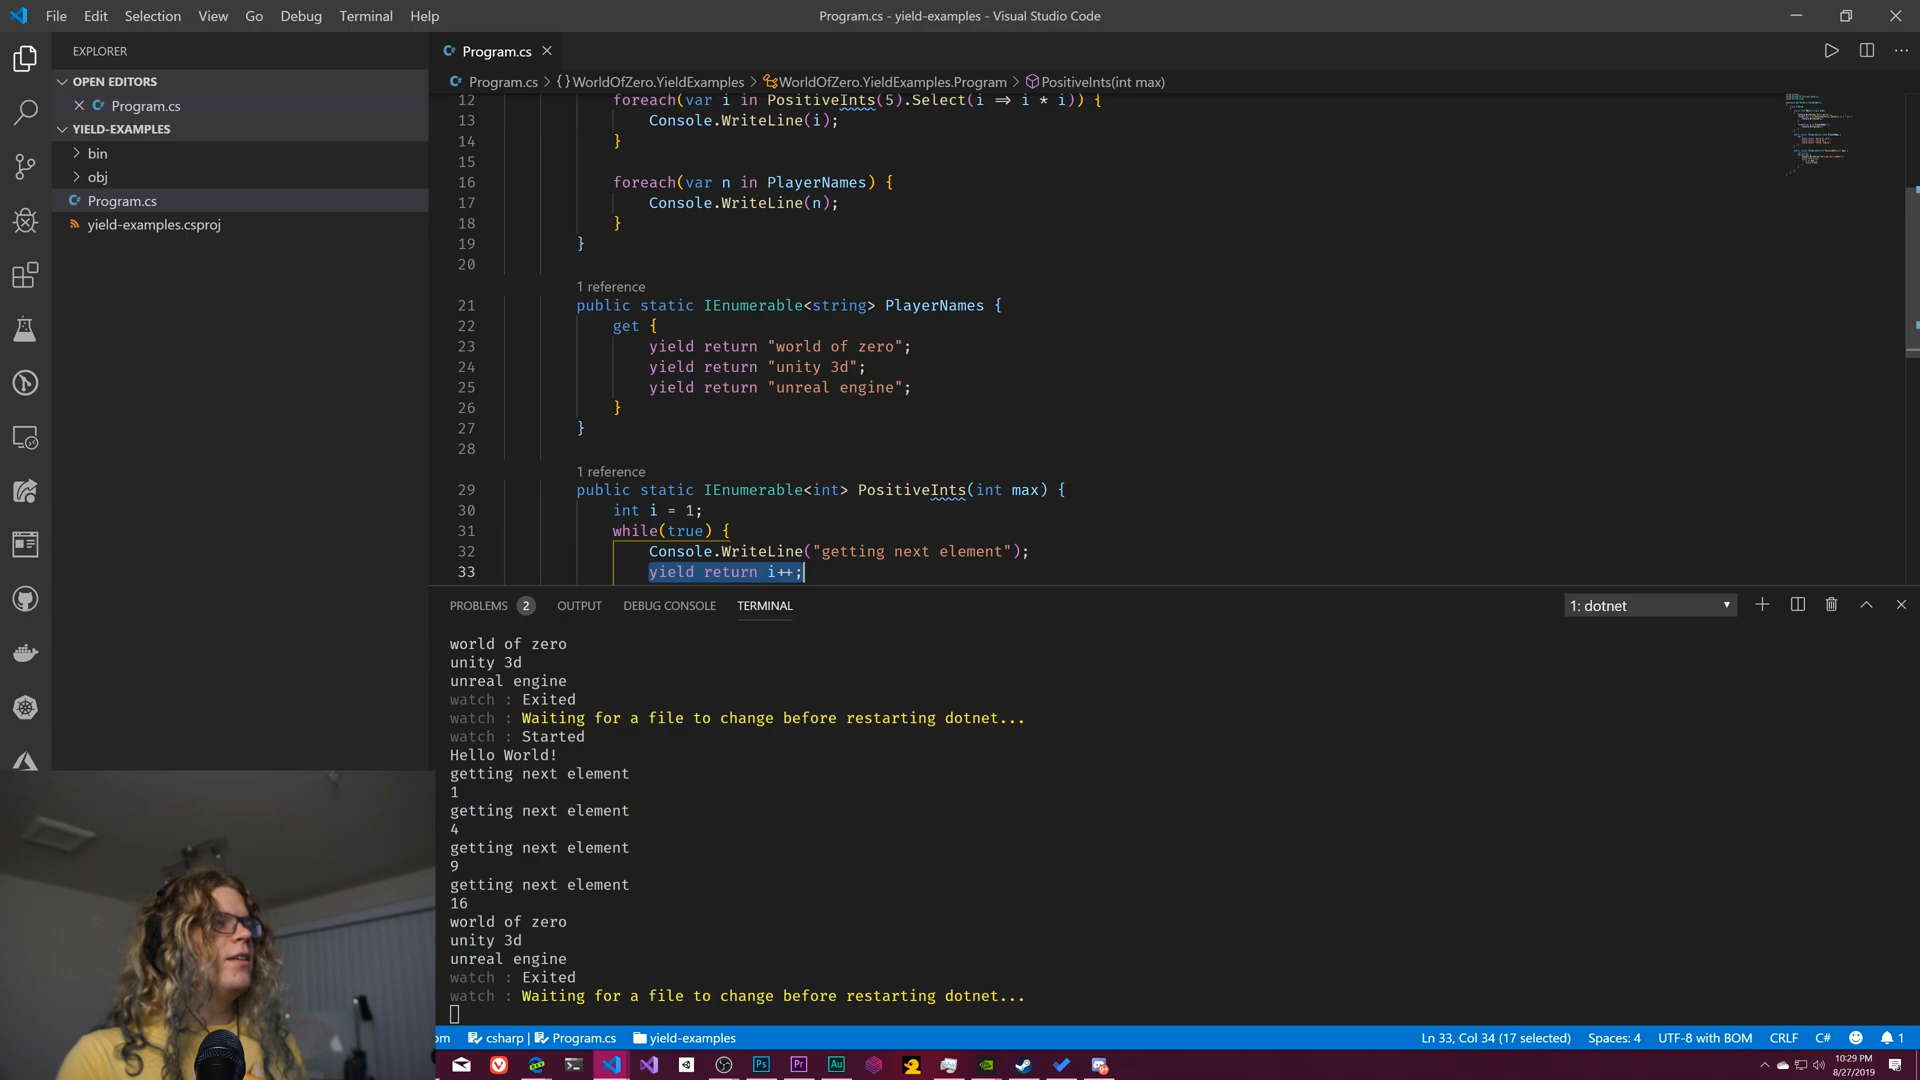 File Edit Selection View Go Debug Terminal Help
Program.cs - yield-examples - Visual Studio Code
EXPLORER
OPEN EDITORS
Program.cs
YIELD-EXAMPLES
bin
obj
Program.cs
yield-examples.csproj
Program.cs
Program.cs > {} WorldOfZero.YieldExamples > WorldOfZero.YieldExamples.Program > PositiveInts(int max)
12 foreach(var i in PositiveInts(5).Select(i => i * i)) {
13 Console.WriteLine(i);
14 }
15
16 foreach(var n in PlayerNames) {
17 Console.WriteLine(n);
18 }
19 }
20
1 reference
21 public static IEnumerable<string> PlayerNames {
22 get {
23 yield return "world of zero";
24 yield return "unity 3d";
25 yield return "unreal engine";
26 }
27 }
28
1 reference
29 public static IEnumerable<int> PositiveInts(int max) {
30 int i = 1;
31 while(true) {
32 Console.WriteLine("getting next element");
33 yield return i++;
PROBLEMS 2 OUTPUT DEBUG CONSOLE TERMINAL
1: dotnet
world of zero
unity 3d
unreal engine
watch : Exited
watch : Waiting for a file to change before restarting dotnet...
watch : Started
Hello World!
getting next element
1
getting next element
4
getting next element
9
getting next element
16
world of zero
unity 3d
unreal engine
watch : Exited
watch : Waiting for a file to change before restarting dotnet...
om csharp | Program.cs yield-examples
Ln 33, Col 34 (17 selected) Spaces: 4 UTF-8 with BOM CRLF C# 1
Ps Pr Au
10:29 PM
8/27/2019